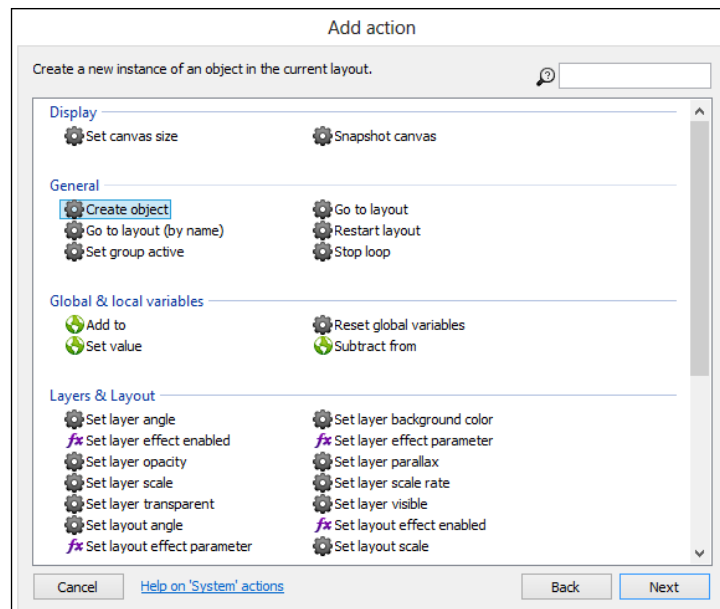 Add action
Create a new instance of an object in the current layout.
Display
Set canvas size Snapshot canvas
General
Create object Go to layout
Go to layout (by name) Restart layout
Set group active Stop loop
Global & local variables
Add to Reset global variables
Set value Subtract from
Layers & Layout
Set layer angle Set layer background color
fx Set layer effect enabled fx Set layer effect parameter
Set layer opacity Set layer parallax
Set layer scale Set layer scale rate
Set layer transparent Set layer visible
Set layout angle fx Set layout effect enabled
fx Set layout effect parameter Set layout scale
Cancel Help on 'System' actions Back Next